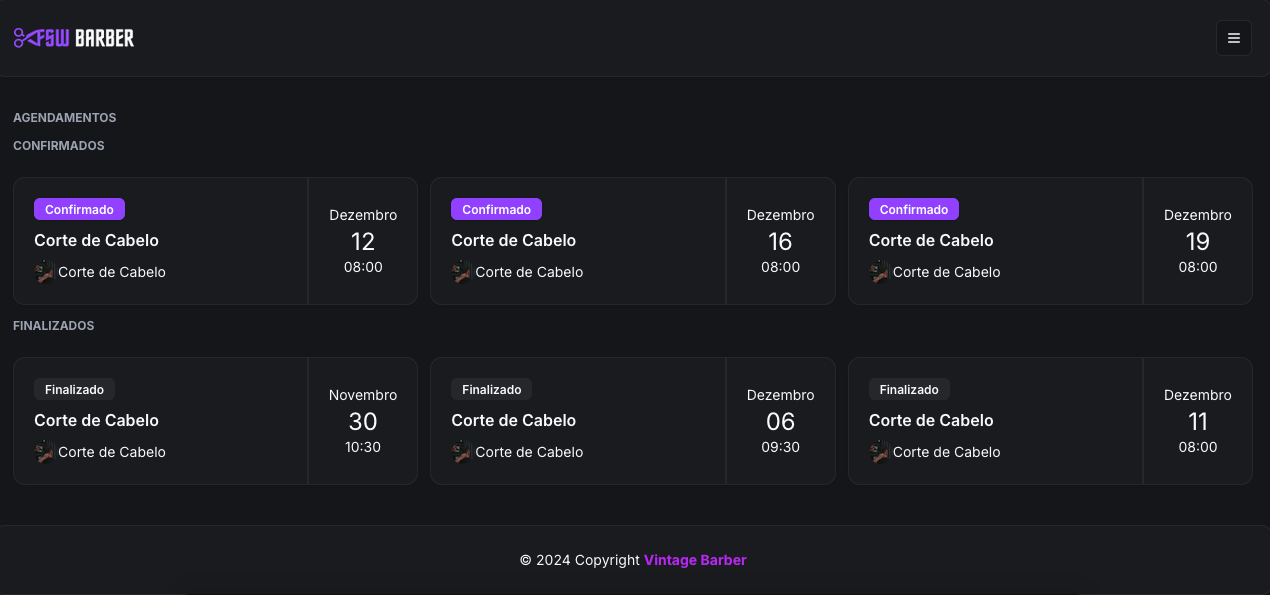 FSW BARBER
AGENDAMENTOS
CONFIRMADOS
Confirmado
Corte de Cabelo
Corte de Cabelo
Dezembro
12
08:00
Confirmado
Corte de Cabelo
Corte de Cabelo
Dezembro
16
08:00
Confirmado
Corte de Cabelo
Corte de Cabelo
Dezembro
19
08:00
FINALIZADOS
Finalizado
Corte de Cabelo
Corte de Cabelo
Novembro
30
10:30
Finalizado
Corte de Cabelo
Corte de Cabelo
Dezembro
06
09:30
Finalizado
Corte de Cabelo
Corte de Cabelo
Dezembro
11
08:00
© 2024 Copyright Vintage Barber